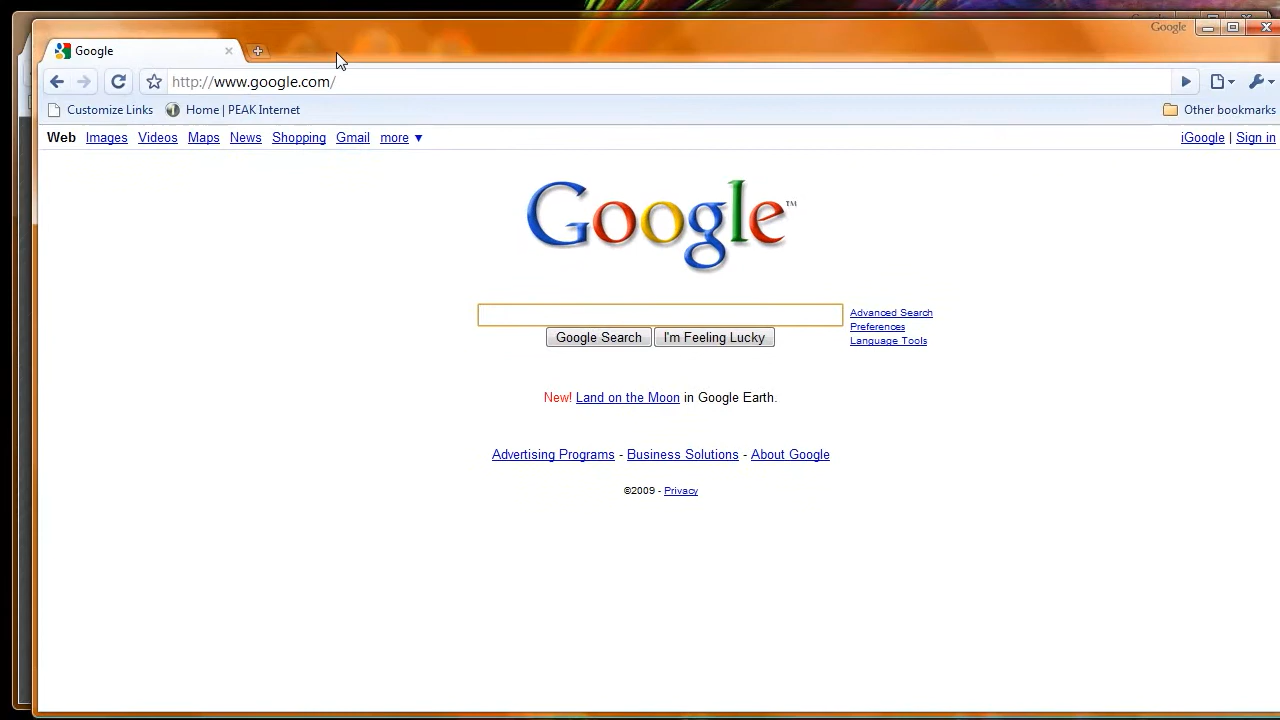 Google
Google
http://www.google.com/
Customize Links Home | PEAK Internet Other bookmarks
Web Images Videos Maps News Shopping Gmail more ▼ iGoogle | Sign in
Google™
Advanced Search
Preferences
Language Tools
Google Search I'm Feeling Lucky
New! Land on the Moon in Google Earth.
Advertising Programs - Business Solutions - About Google
©2009 - Privacy